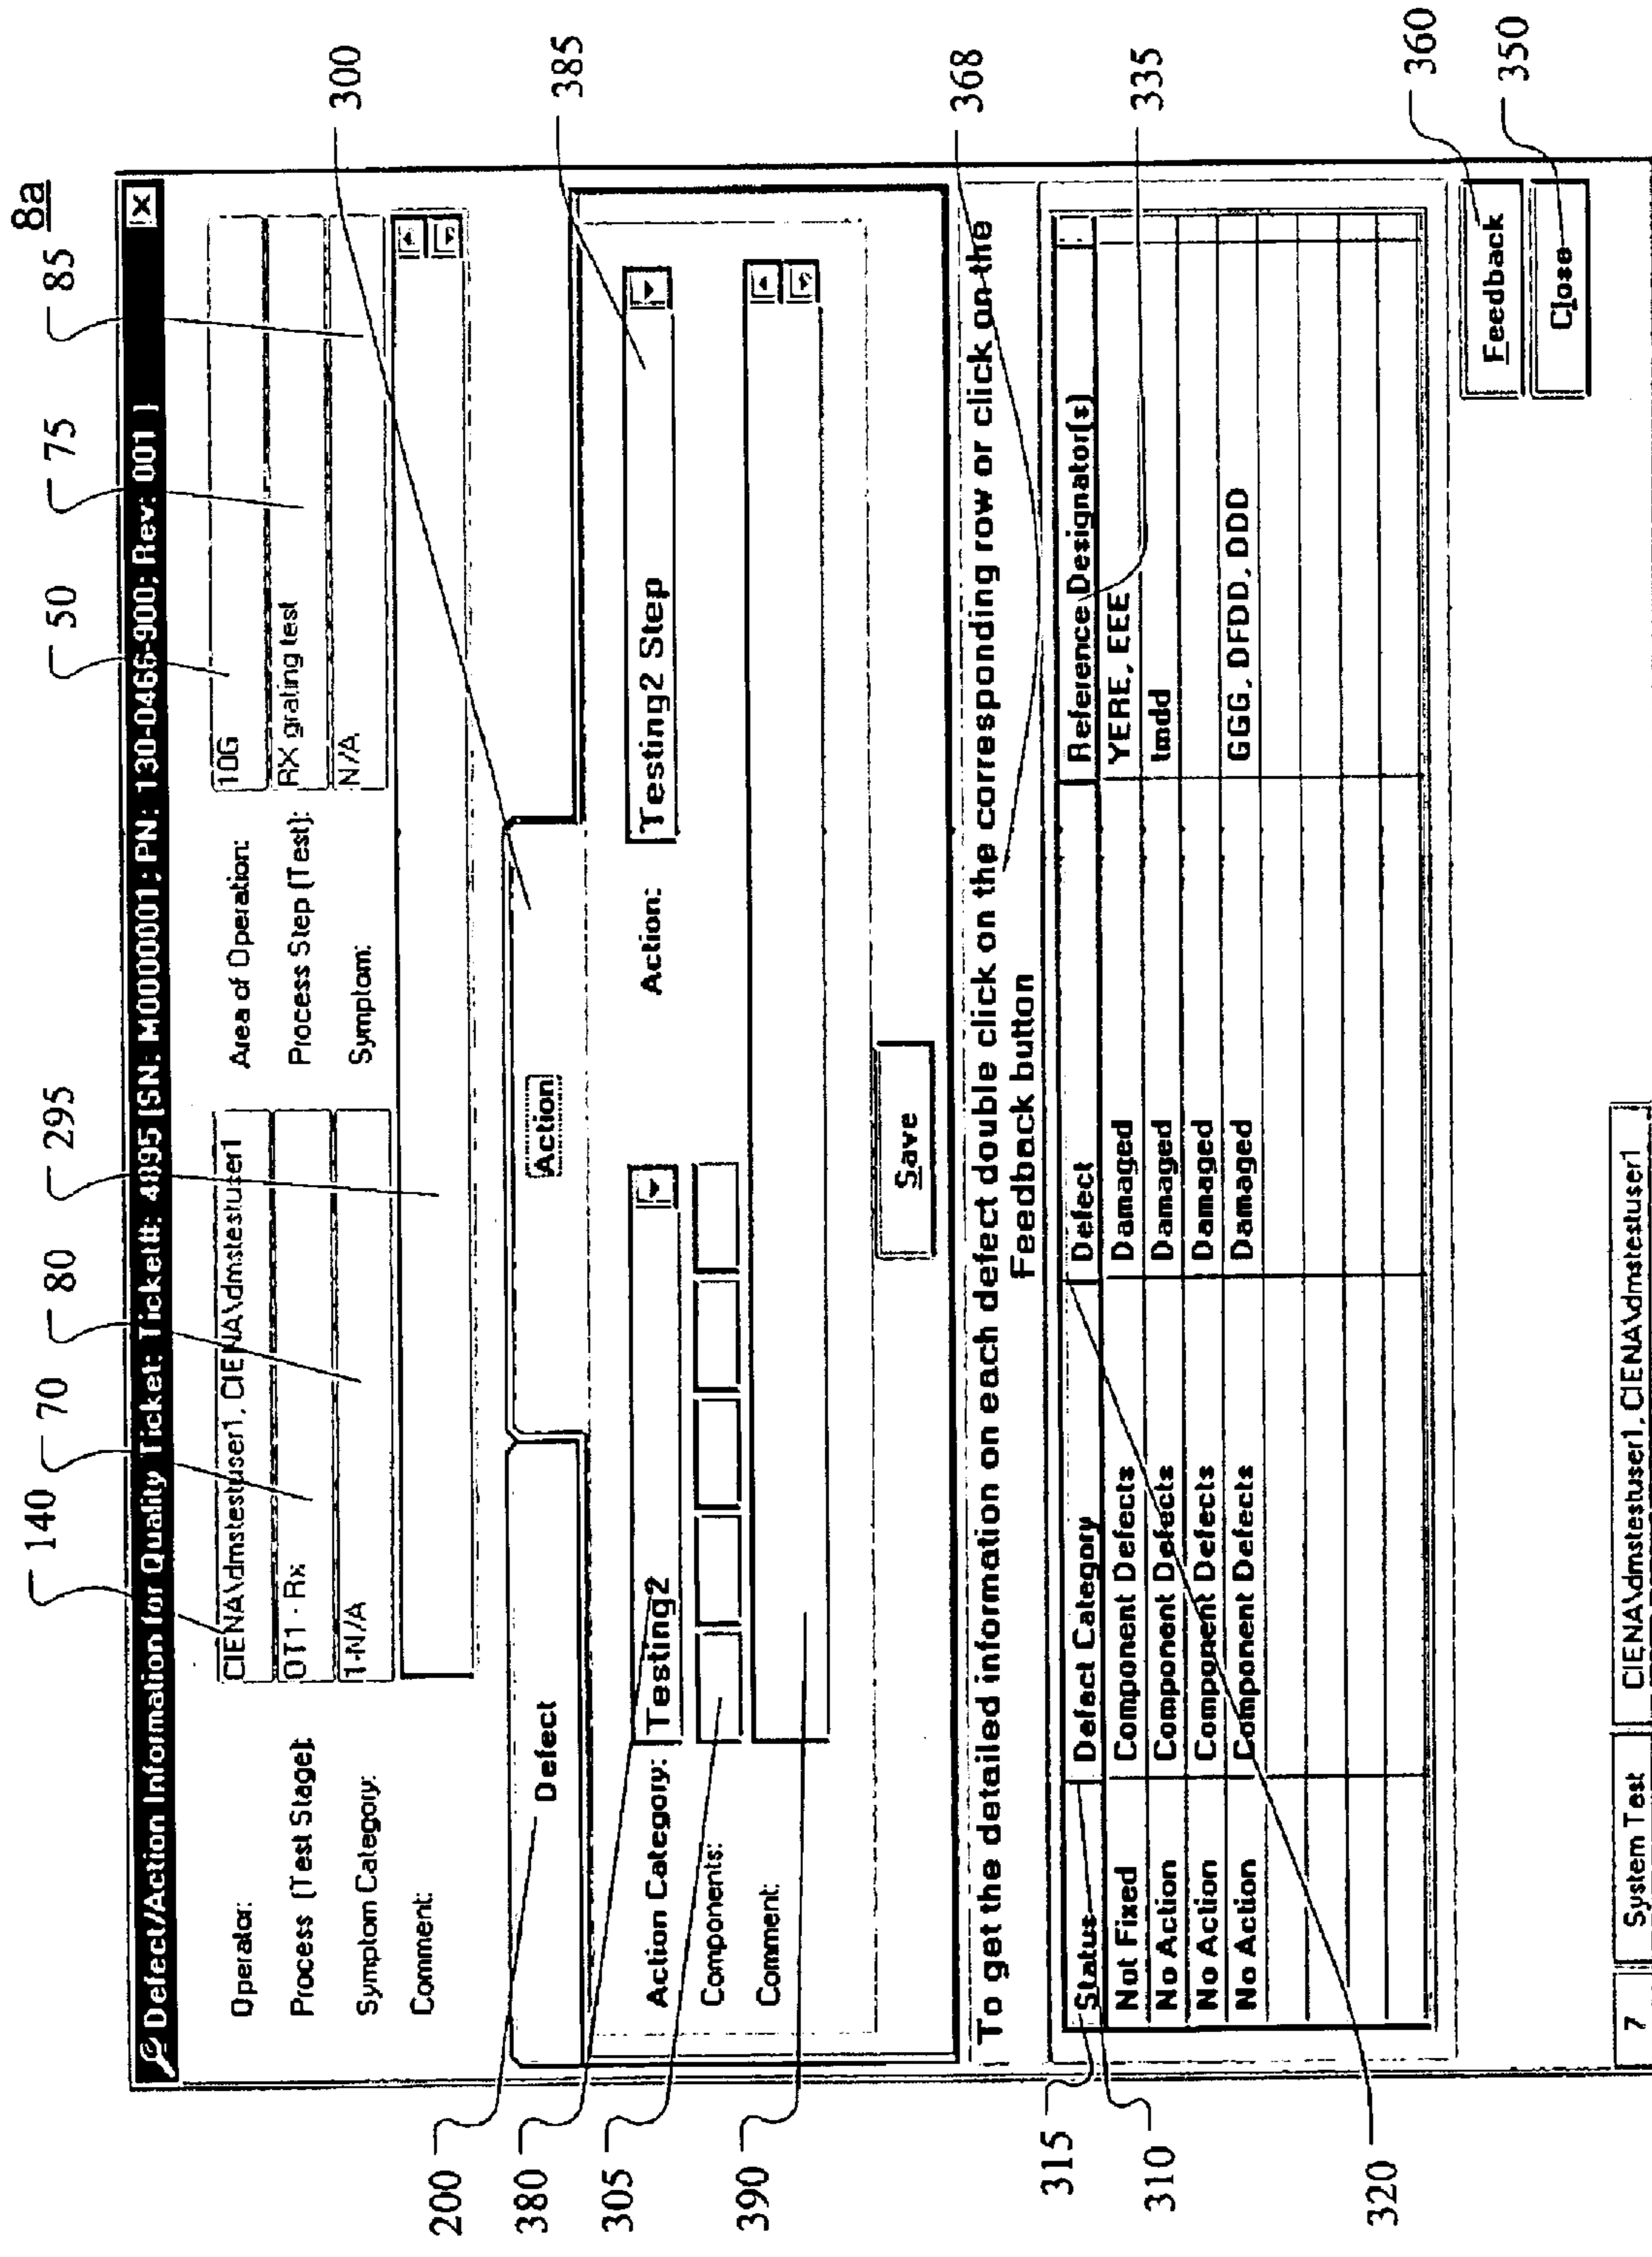 8a
140 70 80 295 50 75 85
Defect/Action Information for Quality Ticket: Ticket#: 4895 [SN: M0000001; PN: 130-0466-900; Rev: 001 ] X
Operator: CIENA\dmstestuser1, CIENA\dmstestuser1 Area of Operation: 10G
Process (Test Stage): OT1 - Rx Process Step (Test): RX grating test
Symptom Category: 1-N/A Symptom: N/A
Comment:
300
200 Defect Action
385
380 Action Category: Testing2 Action: Testing2 Step
305 Components:
390 Comment:
Save
368
To get the detailed information on each defect double click on the corresponding row or click on the
Feedback button
315 Status Defect Category Defect Reference Designator(s) 335
310 Not Fixed Component Defects Damaged YERE, EEE
No Action Component Defects Damaged tmdd
No Action Component Defects Damaged
No Action Component Defects Damaged GGG, DFDD, DDD
320
Feedback 360
Close 350
7 System Test CIENA\dmstestuser1, CIENA\dmstestuser1